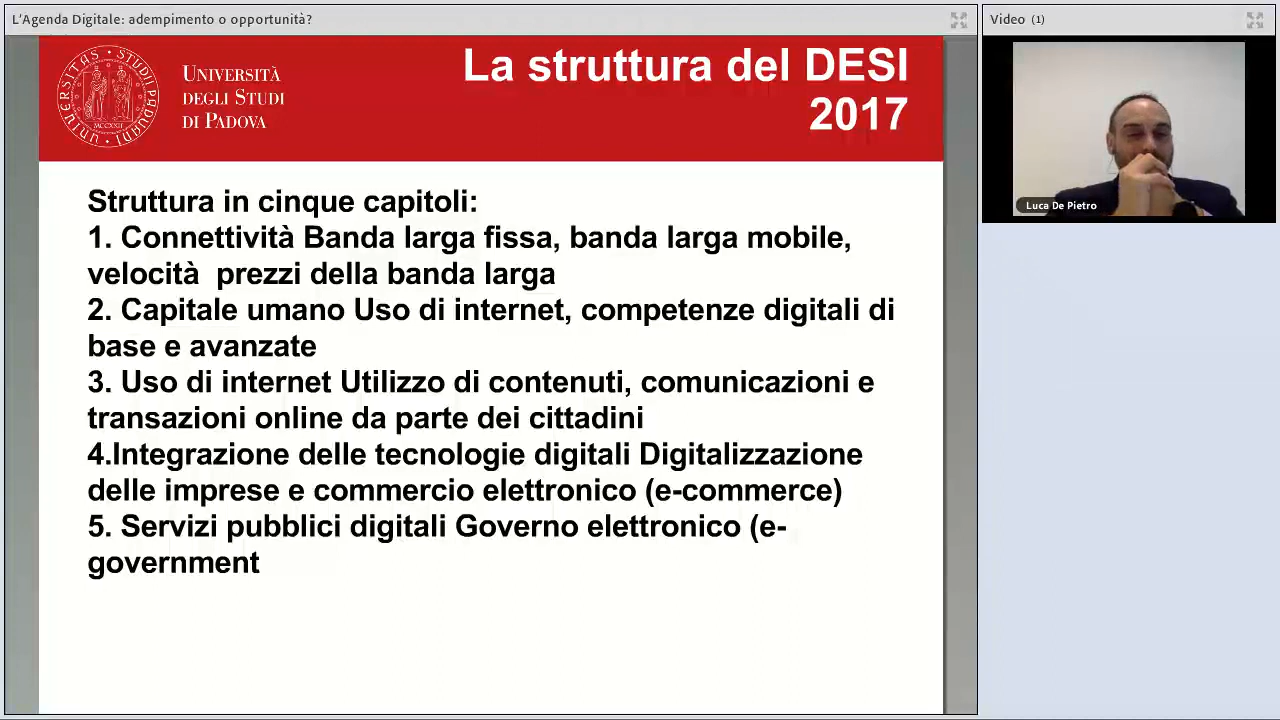 L'Agenda Digitale: adempimento o opportunità?
Video (1)
UNIVERSITAS STUDII PADUANI
MCCXXII
UNIVERSITÀ
DEGLI STUDI
DI PADOVA
La struttura del DESI
2017
Luca De Pietro
Struttura in cinque capitoli:
1. Connettività Banda larga fissa, banda larga mobile,
velocità  prezzi della banda larga
2. Capitale umano Uso di internet, competenze digitali di
base e avanzate
3. Uso di internet Utilizzo di contenuti, comunicazioni e
transazioni online da parte dei cittadini
4.Integrazione delle tecnologie digitali Digitalizzazione
delle imprese e commercio elettronico (e-commerce)
5. Servizi pubblici digitali Governo elettronico (e-
government